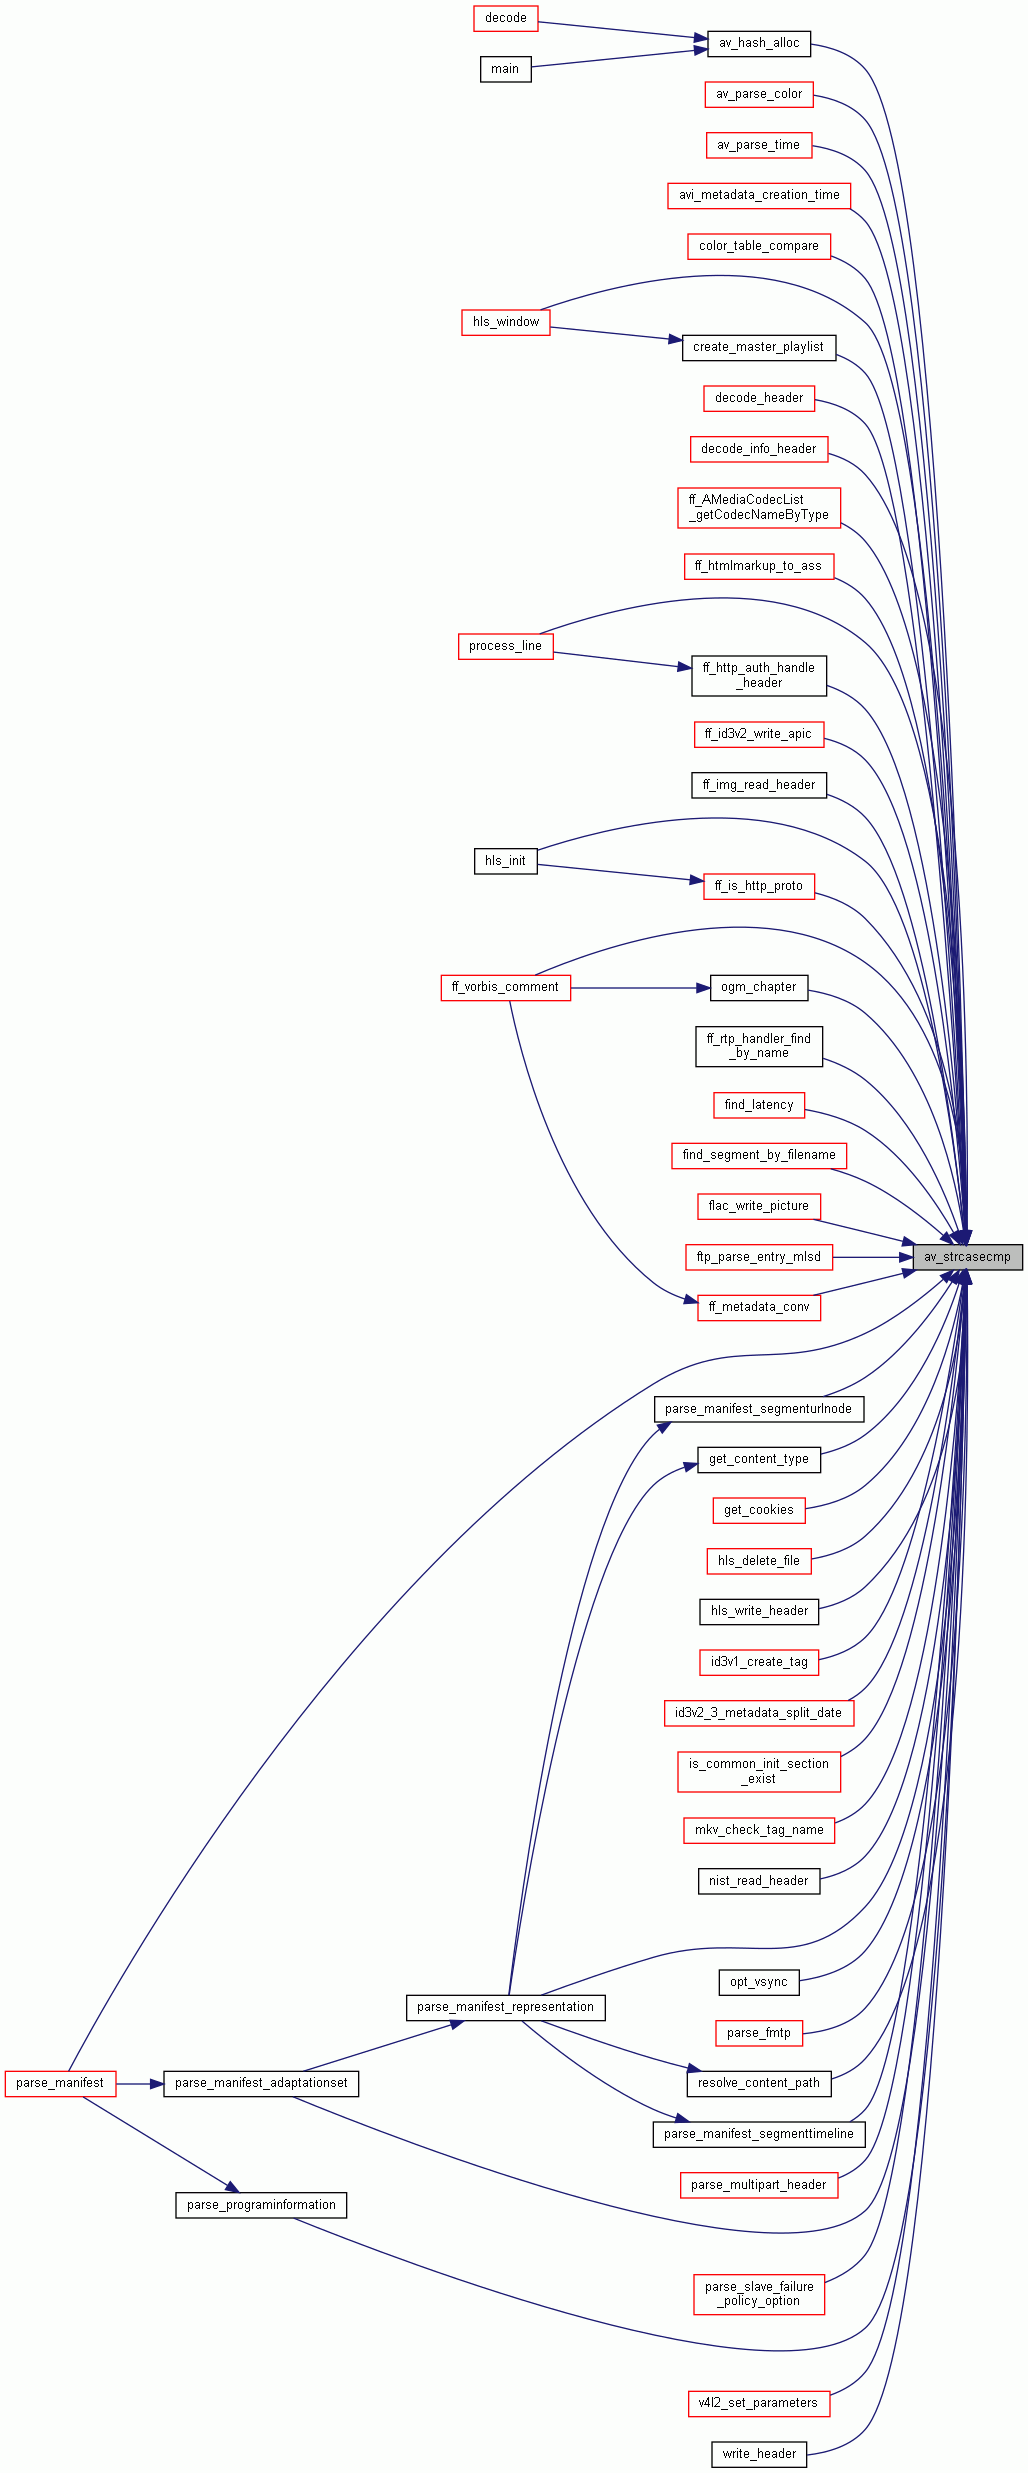 decode
av_hash_alloc
main
av_parse_color
av_parse_time
avi_metadata_creation_time
color_table_compare
hls_window
create_master_playlist
decode_header
decode_info_header
ff_AMediaCodecList
_getCodecNameByType
ff_htmlmarkup_to_ass
process_line
ff_http_auth_handle
_header
ff_id3v2_write_apic
ff_img_read_header
hls_init
ff_is_http_proto
ff_vorbis_comment
ogm_chapter
ff_rtp_handler_find
_by_name
find_latency
find_segment_by_filename
flac_write_picture
av_strcasecmp
ftp_parse_entry_mlsd
ff_metadata_conv
parse_manifest_segmenturlnode
get_content_type
get_cookies
hls_delete_file
hls_write_header
id3v1_create_tag
id3v2_3_metadata_split_date
is_common_init_section
_exist
mkv_check_tag_name
nist_read_header
opt_vsync
parse_manifest_representation
parse_fmtp
parse_manifest
parse_manifest_adaptationset
resolve_content_path
parse_manifest_segmenttimeline
parse_multipart_header
parse_programinformation
parse_slave_failure
_policy_option
v4l2_set_parameters
write_header